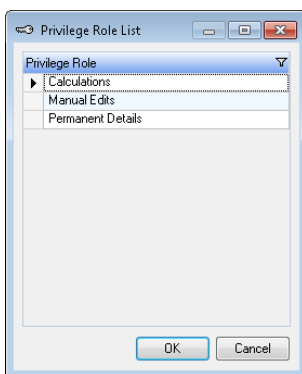 Privilege Role List
Privilege Role
Calculations
Manual Edits
Permanent Details
OK
Cancel